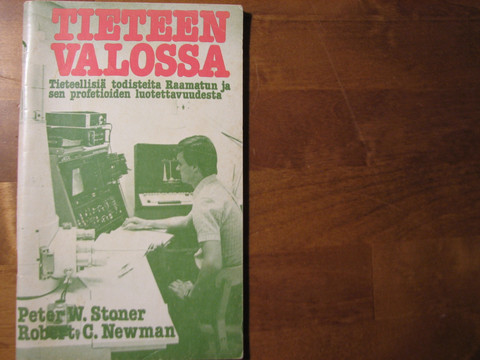 TIETEEN
VALOSSA
Tieteellisiä todisteita Raamatun ja
sen profetioiden luotettavuudesta
Peter W. Stoner
Robert C. Newman